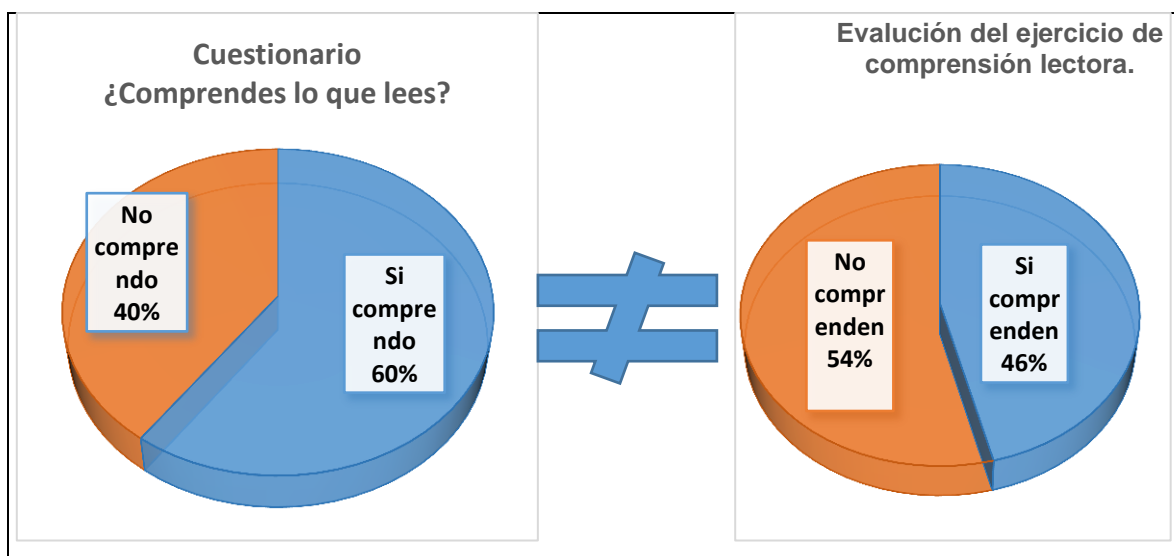 Cuestionario
¿Comprendes lo que lees?
No
compre
ndo
40%
Si
compre
ndo
60%
Evalución del ejercicio de
comprensión lectora.
No
compr
enden
54%
Si
compr
enden
46%